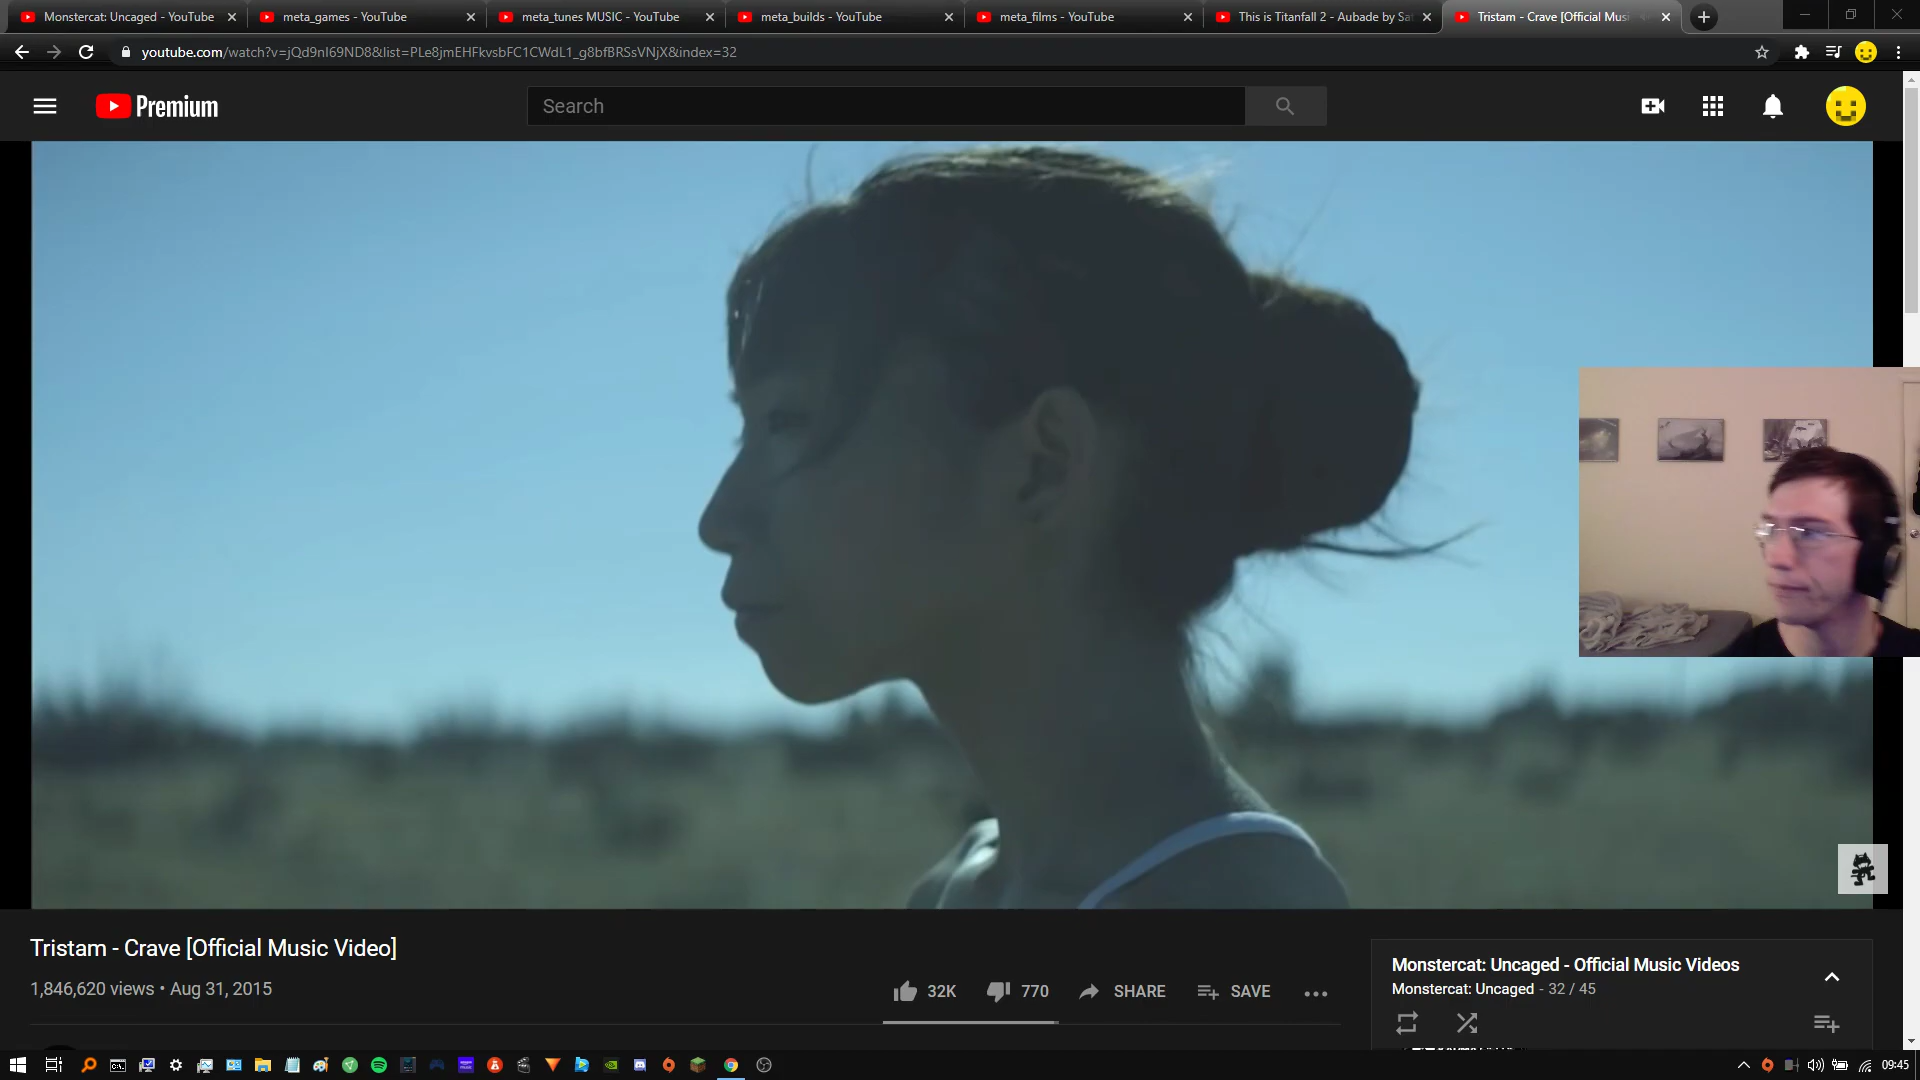 Monstercat: Uncaged - YouTube
meta_games - YouTube
meta_tunes MUSIC - YouTube
meta_builds - YouTube
meta_films - YouTube
This is Titanfall 2 - Aubade by Sat
Tristam - Crave [Official Musi
youtube.com/watch?v=jQd9nI69ND8&list=PLe8jmEHFkvsbFC1CWdL1_g8bfBRSsVNjX&index=32
Premium
Search
Tristam - Crave [Official Music Video]
1,846,620 views • Aug 31, 2015
32K
770
SHARE
SAVE
Monstercat: Uncaged - Official Music Videos
Monstercat: Uncaged - 32 / 45
09:45